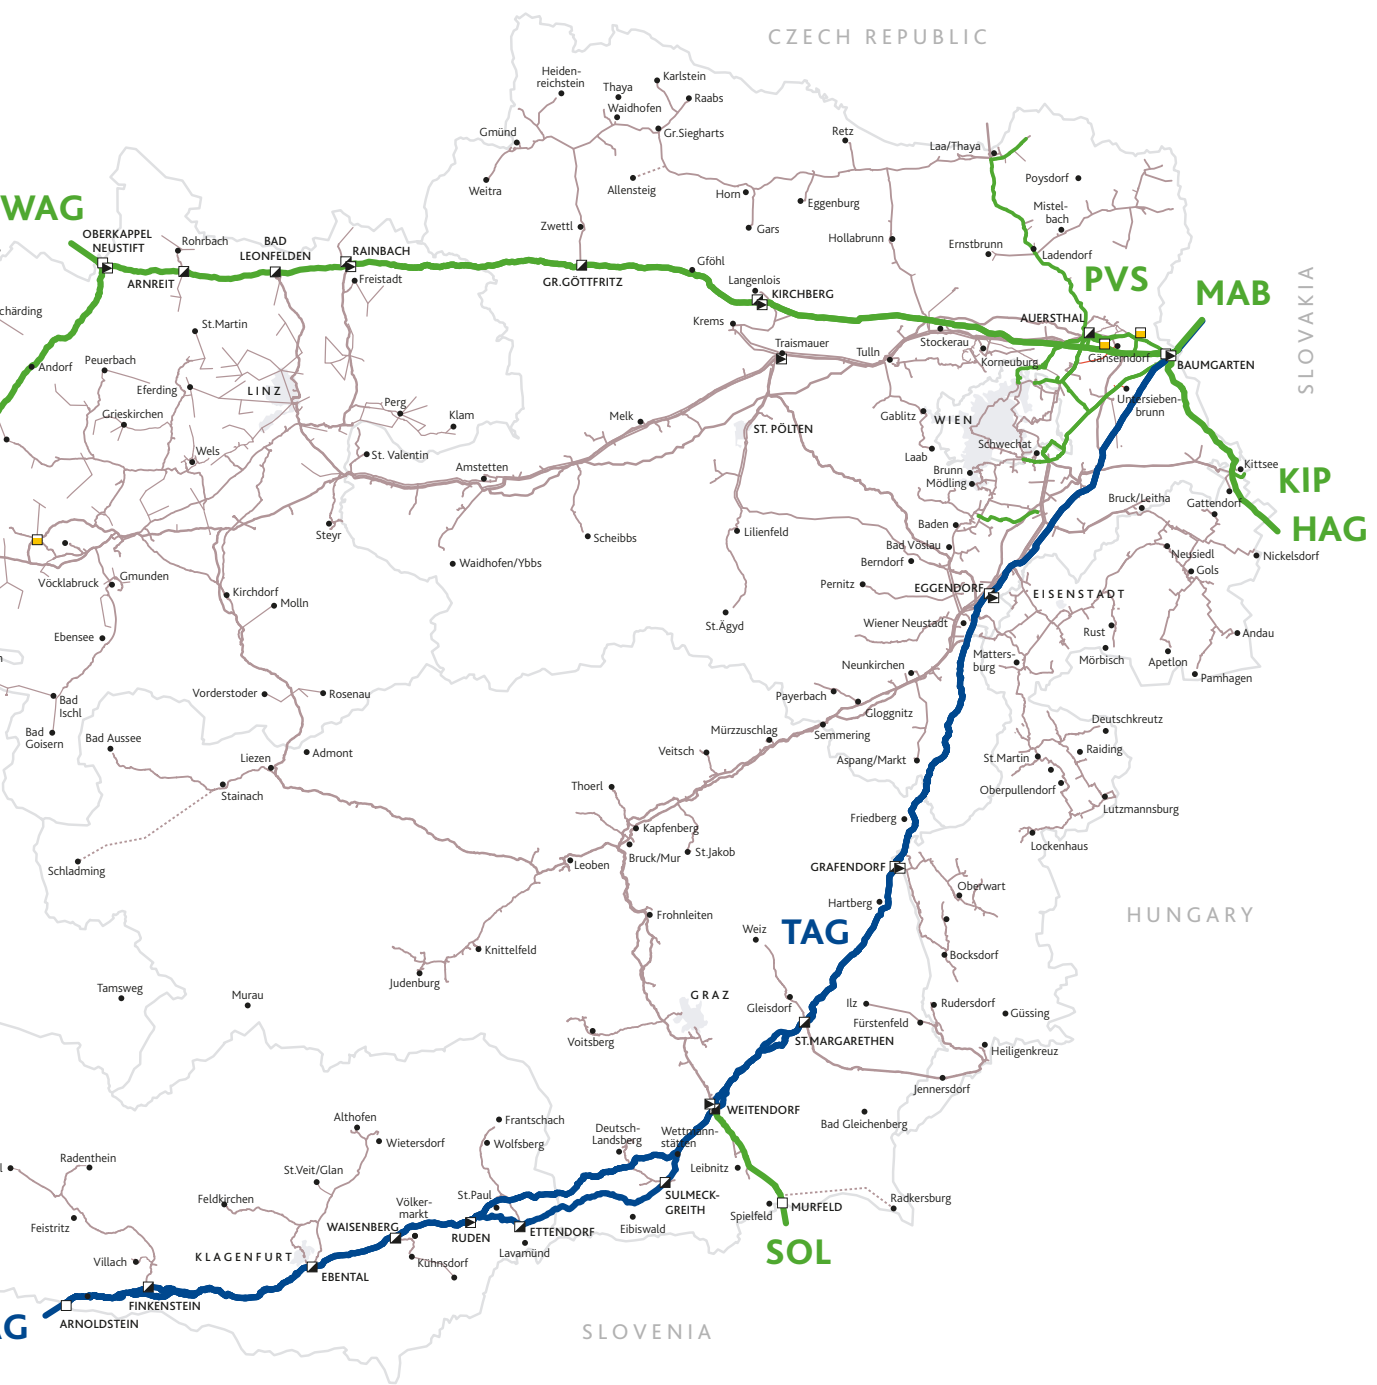 CZECH REPUBLIC
Heiden-
reichstein
Thaya
Karlstein
Waidhofen
Raabs
Gmünd
Gr.Siegharts
Retz
Laa/Thaya
Weitra
Allensteig
Horn
Eggenburg
Poysdorf
Mistel-
bach
WAG
OBERKAPPEL
NEUSTIFT
Rohrbach
BAD
LEONFELDEN
RAINBACH
Zwettl
Gars
Hollabrunn
Ernstbrunn
Ladendorf
PVS
MAB
SLOVAKIA
ARNREIT
Freistadt
GR.GÖTTFRITZ
Gföhl
Langenlois
KIRCHBERG
chärding
St.Martin
Krems
AUERSTHAL
Traismauer
Tulln
Stockerau
Korneuburg
Gänserndorf
BAUMGARTEN
Andorf
Peuerbach
Eferding
LINZ
Untersieben-
brunn
Grieskirchen
Perg
Klam
Melk
ST. PÖLTEN
Gablitz
WIEN
Wels
St. Valentin
Amstetten
Laab
Schwechat
Brunn
Mödling
Kittsee
KIP
Bruck/Leitha
Gattendorf
HAG
Steyr
Scheibbs
Lilienfeld
Baden
Bad Vöslau
Berndorf
Neusiedl
Nickelsdorf
Gols
Waidhofen/Ybbs
Vöcklabruck
Gmunden
Kirchdorf
Molln
Pernitz
EGGENDORF
EISENSTADT
St.Ägyd
Wiener Neustadt
Rust
Andau
Ebensee
Neunkirchen
Matters-
burg
Mörbisch
Apetlon
Pamhagen
Bad
Ischl
Vorderstoder
Rosenau
Payerbach
Gloggnitz
Bad
Goisern
Bad Aussee
Liezen
Admont
Mürzzuschlag
Semmering
Deutschkreutz
Veitsch
Aspang/Markt
St.Martin
Raiding
Stainach
Thoerl
Oberpullendorf
Lutzmannsburg
Friedberg
Kapfenberg
Lockenhaus
Schladming
Leoben
Bruck/Mur
St.Jakob
GRAFENDORF
Oberwart
Hartberg
Frohnleiten
HUNGARY
Weiz
TAG
Knittelfeld
Bocksdorf
Judenburg
Tamsweg
Murau
GRAZ
Gleisdorf
Ilz
Rudersdorf
Güssing
Fürstenfeld
Voitsberg
ST.MARGARETHEN
Heiligenkreuz
Jennersdorf
WEITENDORF
Bad Gleichenberg
Althofen
Frantschach
Wietersdorf
Wolfsberg
Deutsch-
Landsberg
Wettmann-
stätten
Radenthein
St.Veit/Glan
Leibnitz
Feldkirchen
St.Paul
SULMECK-
GREITH
Radkersburg
Völker-
markt
Spielfeld
MURFELD
Feistritz
WAISENBERG
RUDEN
ETTENDORF
Eibiswald
Villach
KLAGENFURT
Kühnsdorf
Lavamünd
SOL
EBENTAL
FINKENSTEIN
AG
ARNOLDSTEIN
SLOVENIA